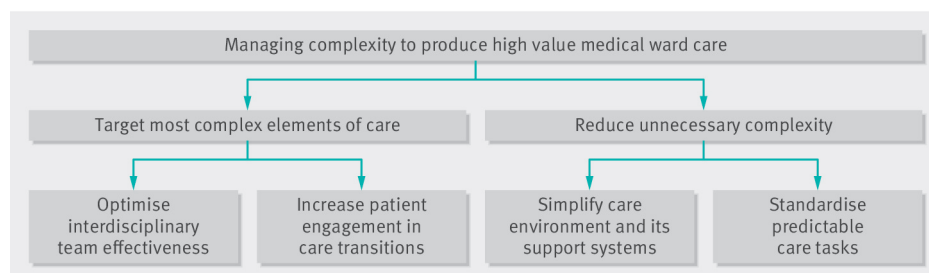 Managing complexity to produce high value medical ward care
Target most complex elements of care
Reduce unnecessary complexity
Optimise
interdisciplinary
team effectiveness
Increase patient
engagement in
care transitions
Simplify care
environment and its
support systems
Standardise
predictable
care tasks